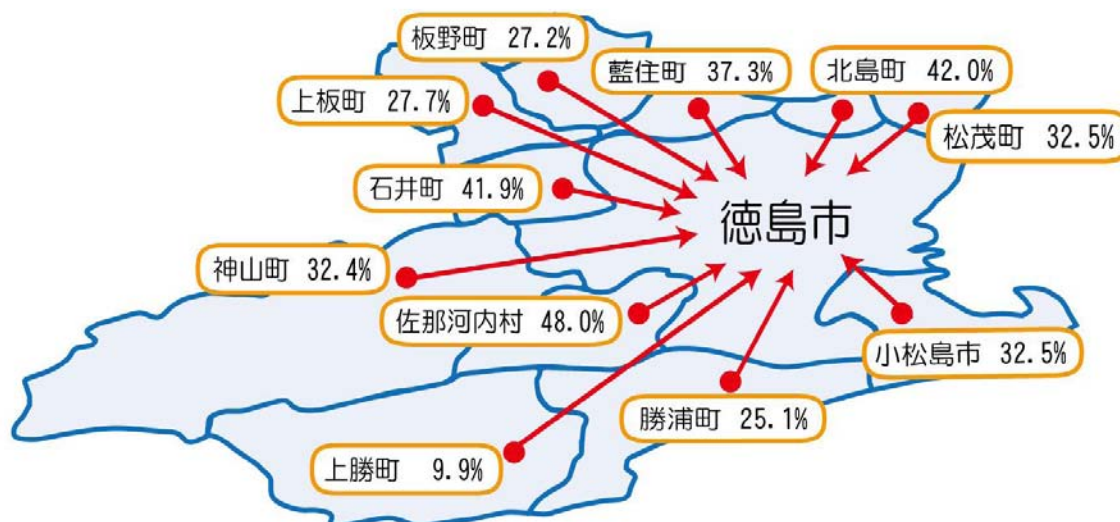 板野町 27.2%
藍住町 37.3%
北島町 42.0%
上板町 27.7%
松茂町 32.5%
石井町 41.9%
徳島市
神山町 32.4%
佐那河内村 48.0%
小松島市 32.5%
勝浦町 25.1%
上勝町 9.9%